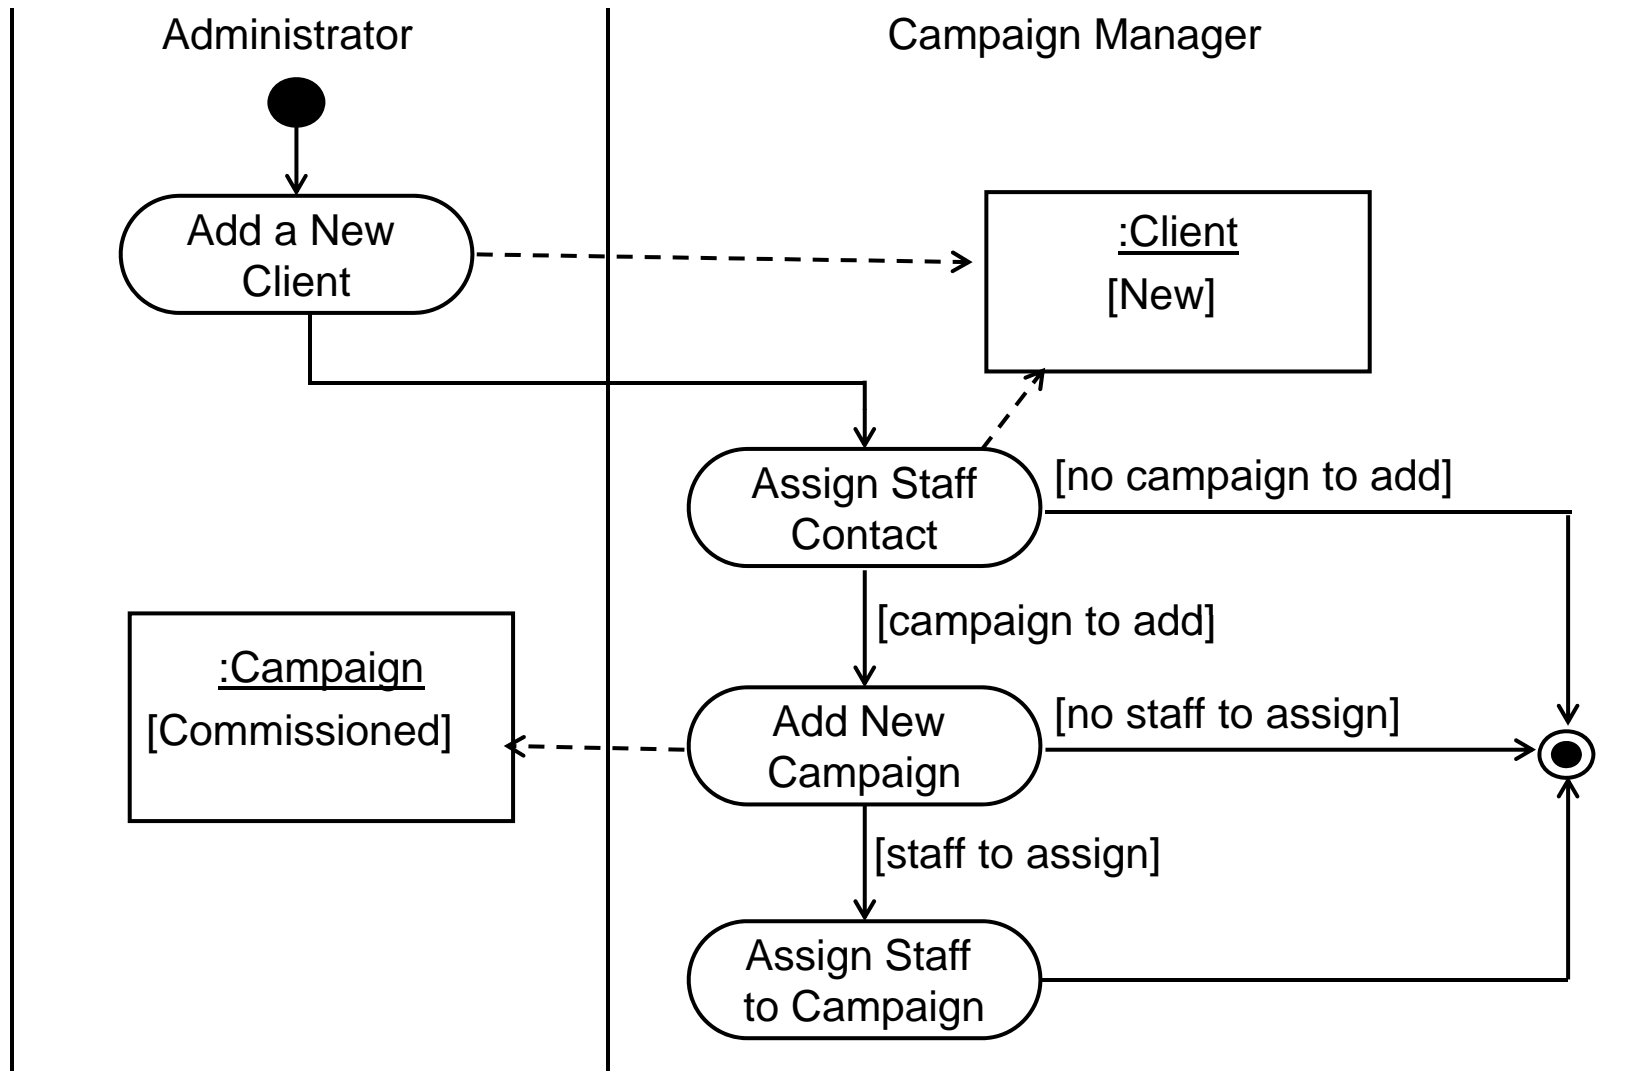 Administrator
Campaign Manager
Add a New
Client
:Client
[New]
Assign Staff
Contact
[no campaign to add]
[campaign to add]
:Campaign
[Commissioned]
Add New
Campaign
[no staff to assign]
[staff to assign]
Assign Staff
to Campaign